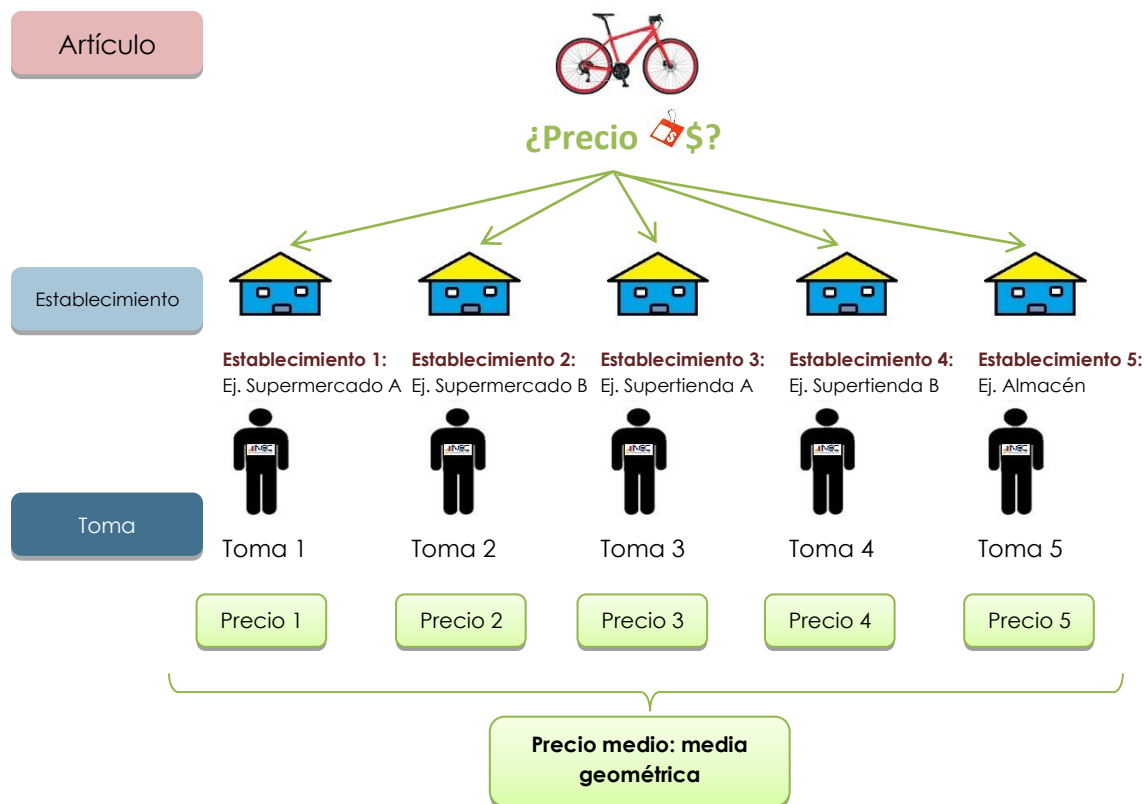 Artículo
¿Precio $?
Establecimiento
Establecimiento 1:
Ej. Supermercado A
Establecimiento 2:
Ej. Supermercado B
Establecimiento 3:
Ej. Supertienda A
Establecimiento 4:
Ej. Supertienda B
Establecimiento 5:
Ej. Almacén
Toma
Toma 1
Toma 2
Toma 3
Toma 4
Toma 5
Precio 1
Precio 2
Precio 3
Precio 4
Precio 5
Precio medio: media
geométrica